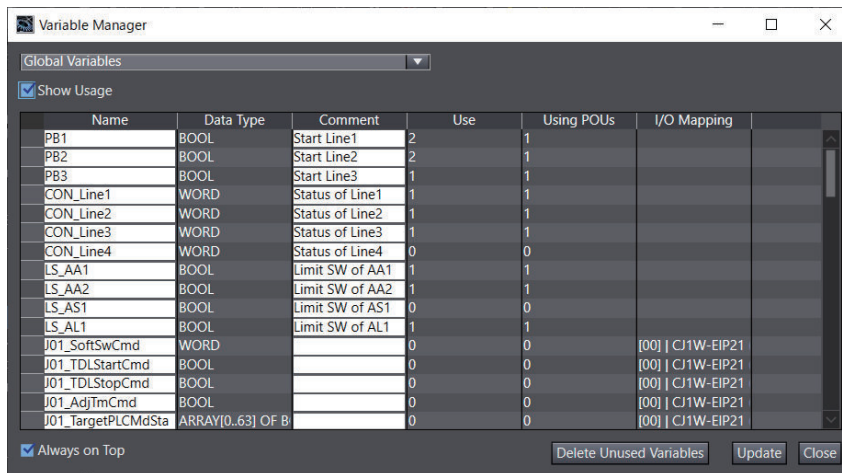 Variable Manager
Global Variables
Show Usage
Name Data Type Comment Use Using POUs I/O Mapping
PB1 BOOL Start Line1 2 1
PB2 BOOL Start Line2 2 1
PB3 BOOL Start Line3 1 1
CON_Line1 WORD Status of Line1 1 1
CON_Line2 WORD Status of Line2 1 1
CON_Line3 WORD Status of Line3 1 1
CON_Line4 WORD Status of Line4 0 0
LS_AA1 BOOL Limit SW of AA1 1 1
LS_AA2 BOOL Limit SW of AA2 1 1
LS_AS1 BOOL Limit SW of AS1 0 0
LS_AL1 BOOL Limit SW of AL1 1 1
J01_SoftSwCmd WORD 0 0 [00] | CJ1W-EIP21
J01_TDLStartCmd BOOL 0 0 [00] | CJ1W-EIP21
J01_TDLStopCmd BOOL 0 0 [00] | CJ1W-EIP21
J01_AdjTmCmd BOOL 0 0 [00] | CJ1W-EIP21
J01_TargetPLCMdSta ARRAY[0..63] OF B 0 0 [00] | CJ1W-EIP21
Always on Top Delete Unused Variables Update Close